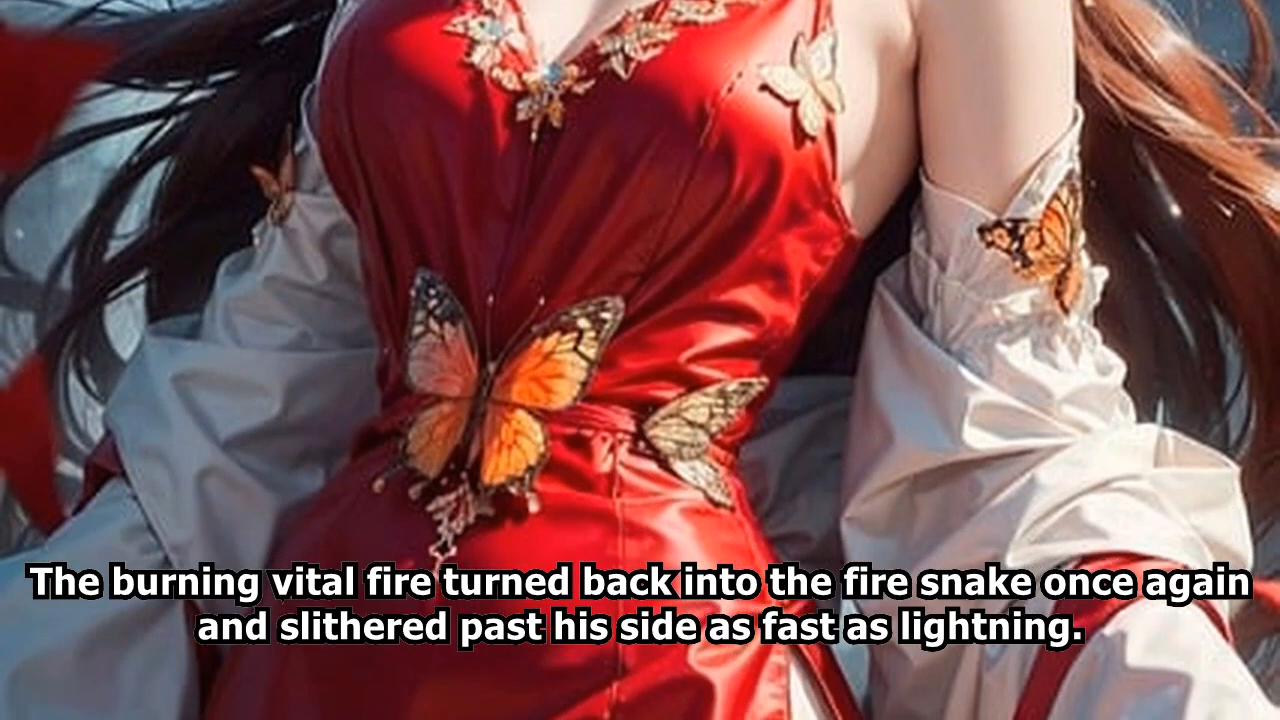 The burning vital fire turned back into the fire snake once again
and slithered past his side as fast as lightning.